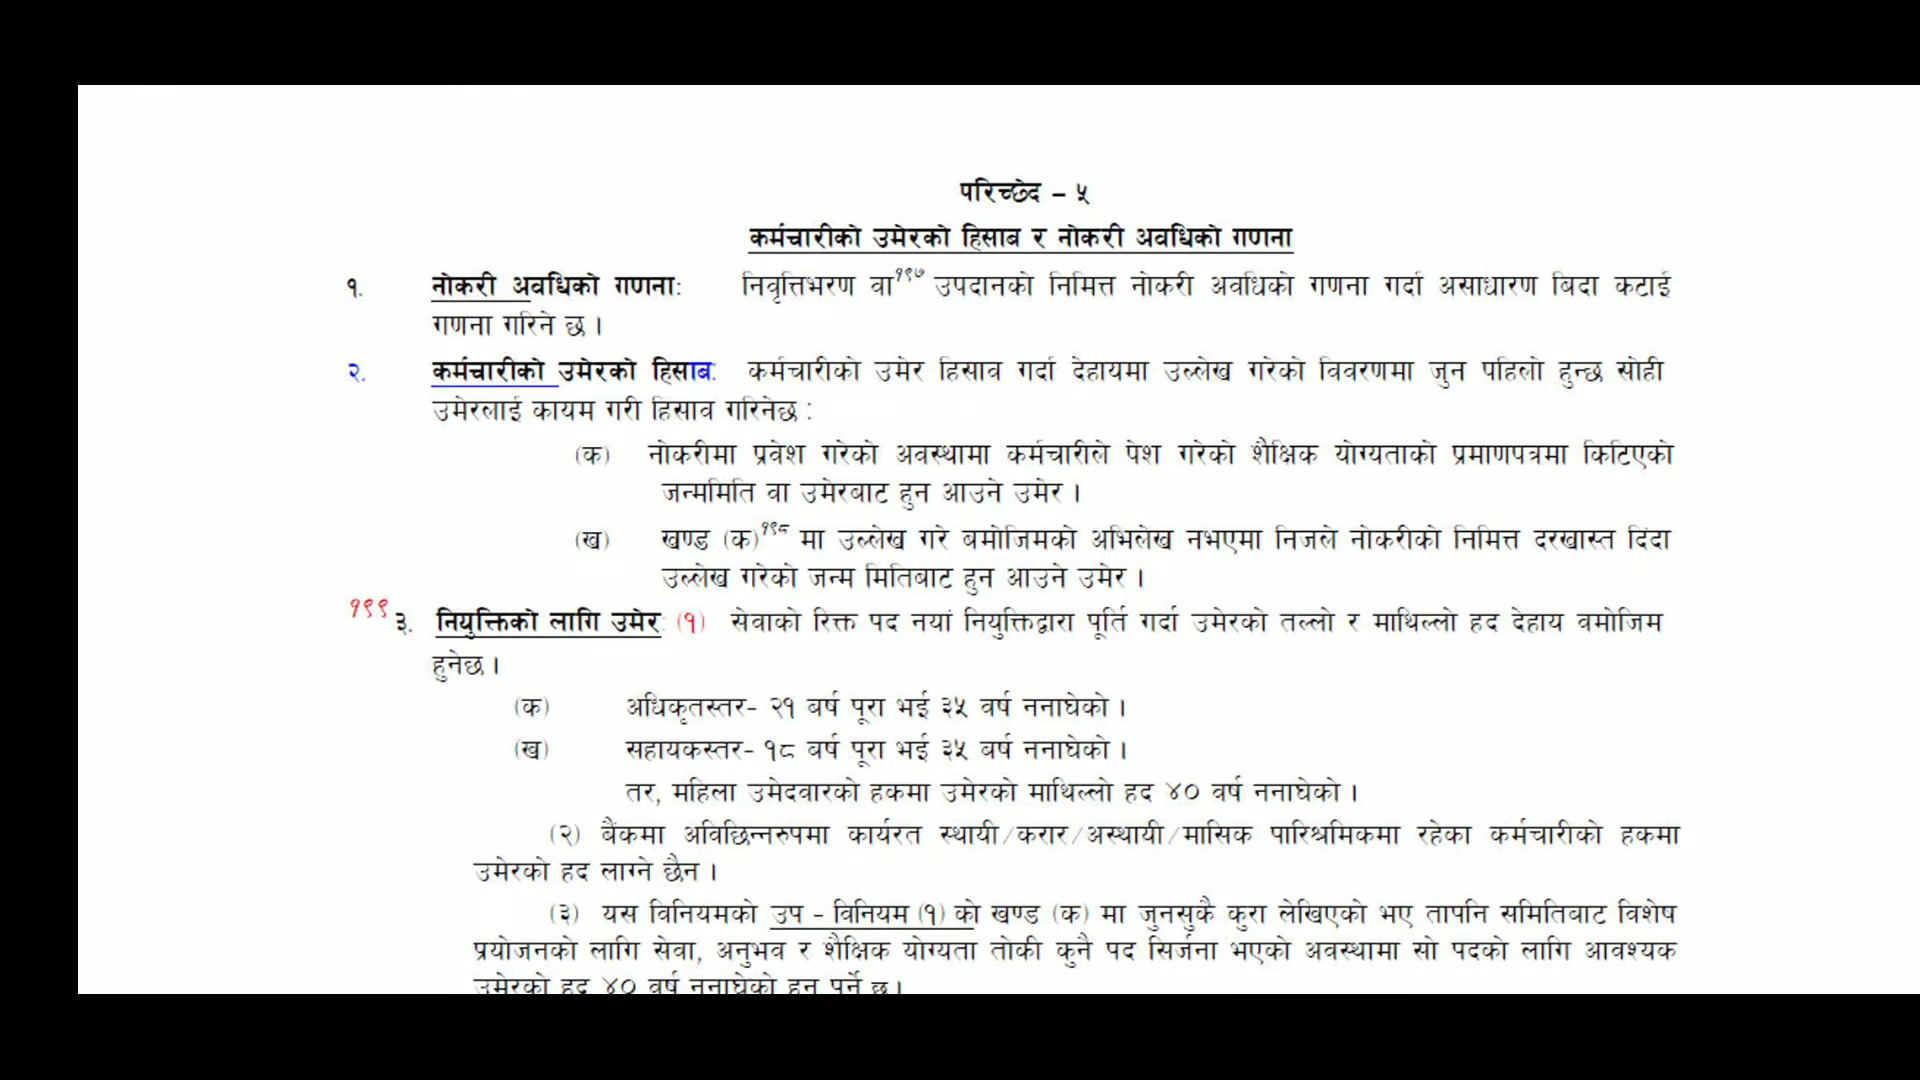 परिच्छेद – ५
कर्मचारीको उमेरको हिसाब र नोकरी अवधिको गणना
१. नोकरी अवधिको गणनाः निवृत्तिभरण वा१९७ उपदानको निमित्त नोकरी अवधिको गणना गर्दा असाधारण बिदा कटाई
गणना गरिने छ ।
२. कर्मचारीको उमेरको हिसाबः कर्मचारीको उमेर हिसाव गर्दा देहायमा उल्लेख गरेको विवरणमा जुन पहिलो हुन्छ सोही
उमेरलाई कायम गरी हिसाव गरिनेछ :
(क) नोकरीमा प्रवेश गरेको अवस्थामा कर्मचारीले पेश गरेको शैक्षिक योग्यताको प्रमाणपत्रमा किटिएको
जन्ममिति वा उमेरबाट हुन आउने उमेर ।
(ख) खण्ड (क)१९८ मा उल्लेख गरे बमोजिमको अभिलेख नभएमा निजले नोकरीको निमित्त दरखास्त दिंदा
उल्लेख गरेको जन्म मितिबाट हुन आउने उमेर ।
१९९ ३. नियुक्तिको लागि उमेरः (१) सेवाको रिक्त पद नयां नियुक्तिद्वारा पूर्ति गर्दा उमेरको तल्लो र माथिल्लो हद देहाय वमोजिम
हुनेछ ।
(क) अधिकृतस्तर- २१ बर्ष पूरा भई ३५ वर्ष ननाघेको ।
(ख) सहायकस्तर- १८ बर्ष पूरा भई ३५ बर्ष ननाघेको ।
तर, महिला उमेदवारको हकमा उमेरको माथिल्लो हद ४० वर्ष ननाघेको ।
(२) बैंकमा अविछिन्नरुपमा कार्यरत स्थायी/करार/अस्थायी/मासिक पारिश्रमिकमा रहेका कर्मचारीको हकमा
उमेरको हद लाग्ने छैन ।
(३) यस विनियमको उप – विनियम (१) को खण्ड (क) मा जुनसुकै कुरा लेखिएको भए तापनि समितिबाट विशेष
प्रयोजनको लागि सेवा, अनुभव र शैक्षिक योग्यता तोकी कुनै पद सिर्जना भएको अवस्थामा सो पदको लागि आवश्यक
उमेरको हद ४० वर्ष ननाघेको हुन पर्ने छ ।